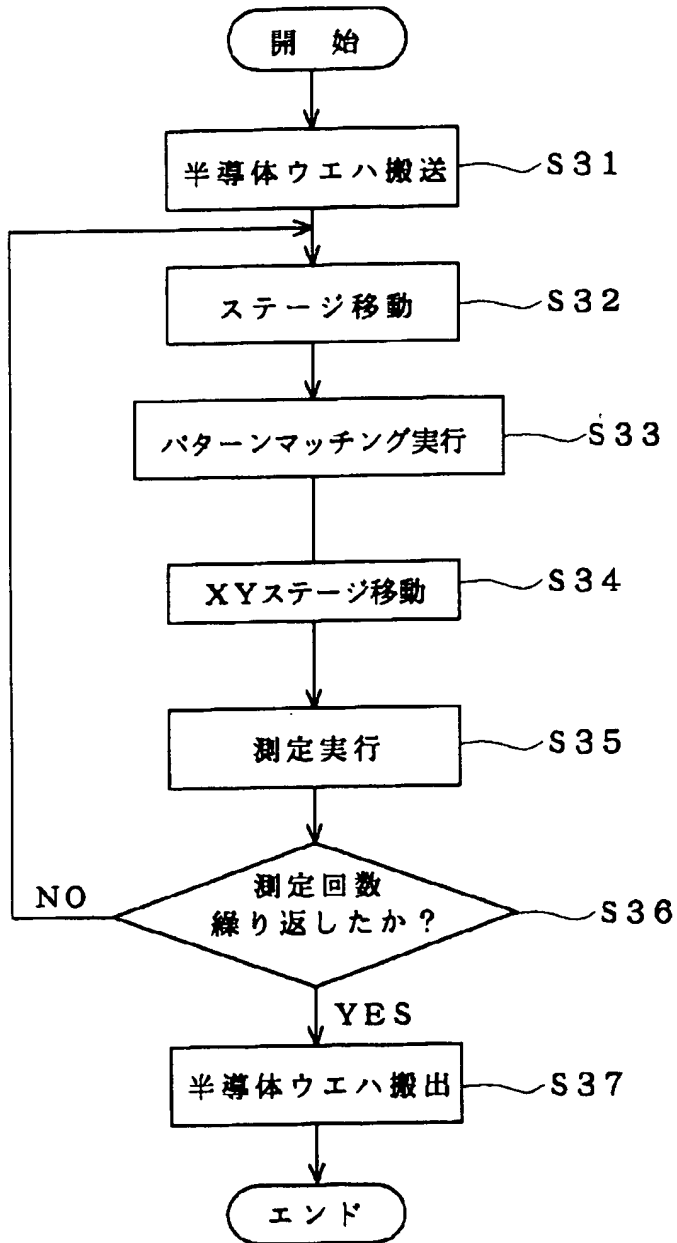 開 始
半導体ウエハ搬送
S31
ステージ移動
S32
パターンマッチング実行
S33
XYステージ移動
S34
測定実行
S35
測定回数
繰り返したか？
S36
NO
YES
半導体ウエハ搬出
S37
エンド